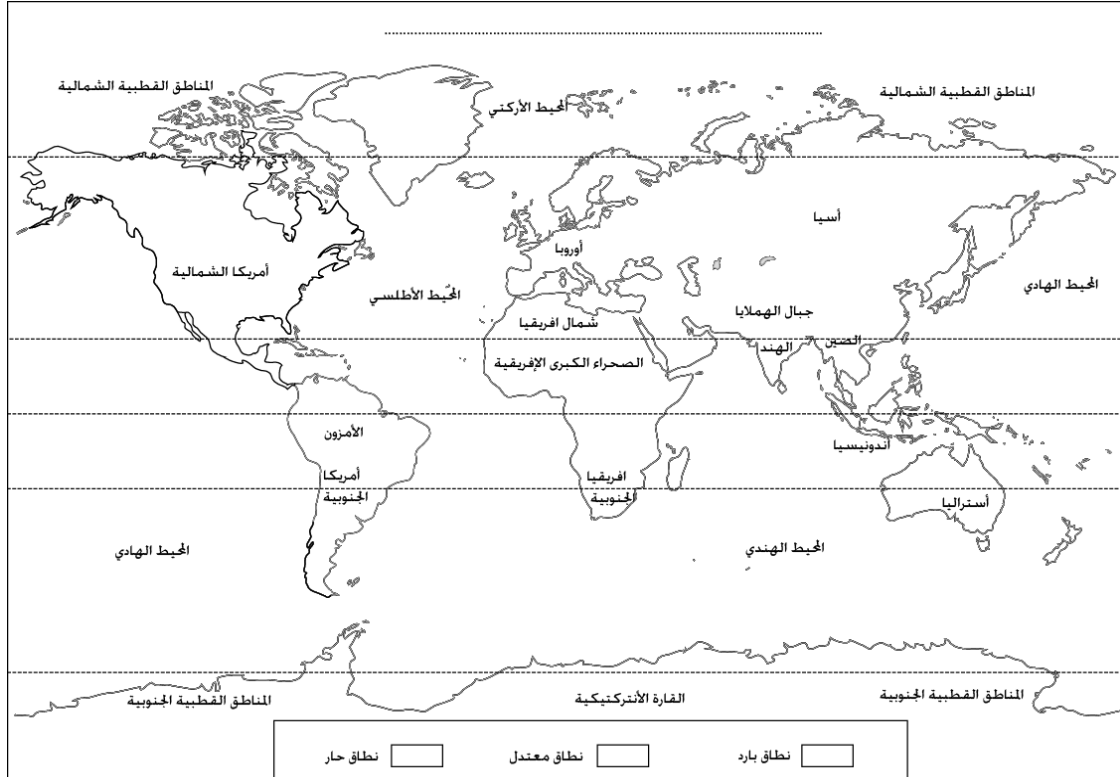 المناطق القطبية الشمالية
المناطق القطبية الشمالية
المحيط الأركتي
أسيا
أوروبا
أمريكا الشمالية
المحيط الهادي
المحيط الأطلسي
جبال الهملايا
شمال افريقيا
الصين
الهند
الصحراء الكبرى الإفريقية
الأمزون
أندونيسيا
افريقيا
الجنوبية
أمريكا
الجنوبية
أستراليا
المحيط الهندي
المحيط الهادي
المناطق القطبية الجنوبية
القارة الأنتركتيكية
المناطق القطبية الجنوبية
نطاق بارد
نطاق معتدل
نطاق حار